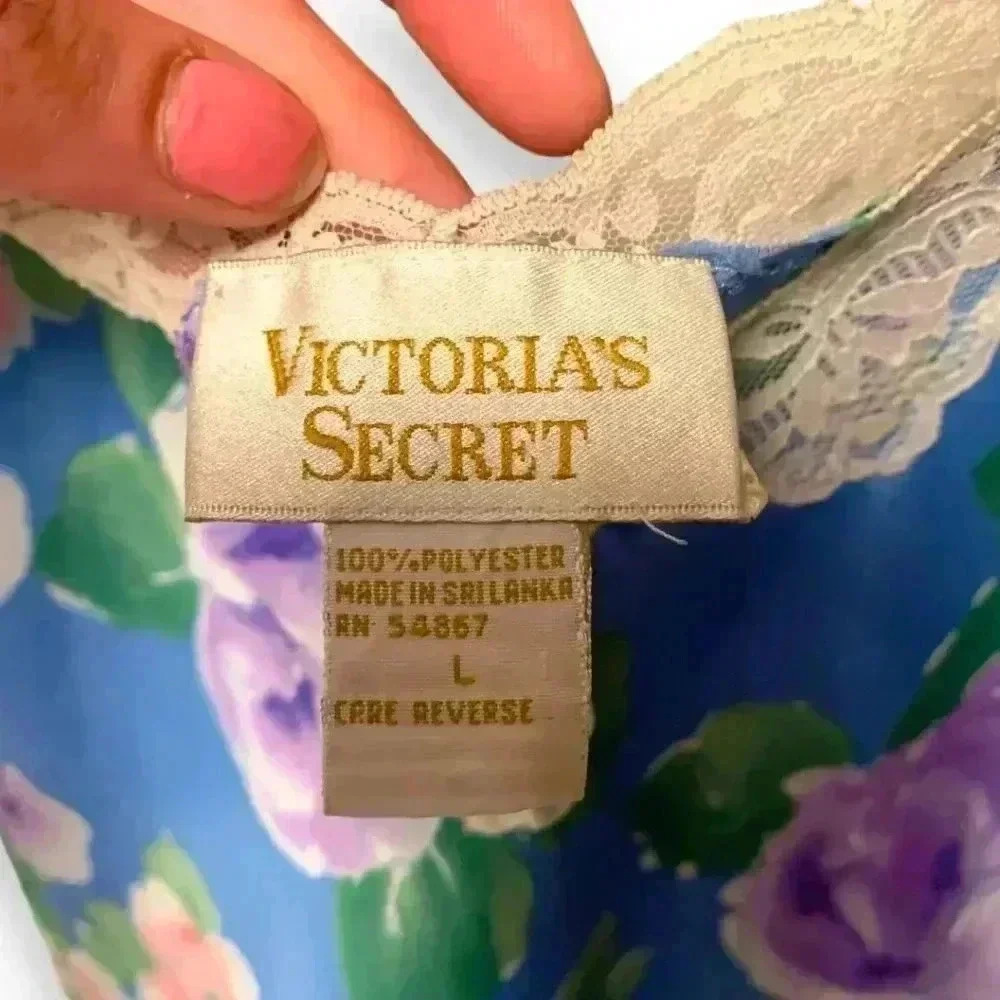 VICTORIA'S
SECRET
100% POLYESTER
MADE IN SRI LANKA
RN 54867
L
CARE REVERSE